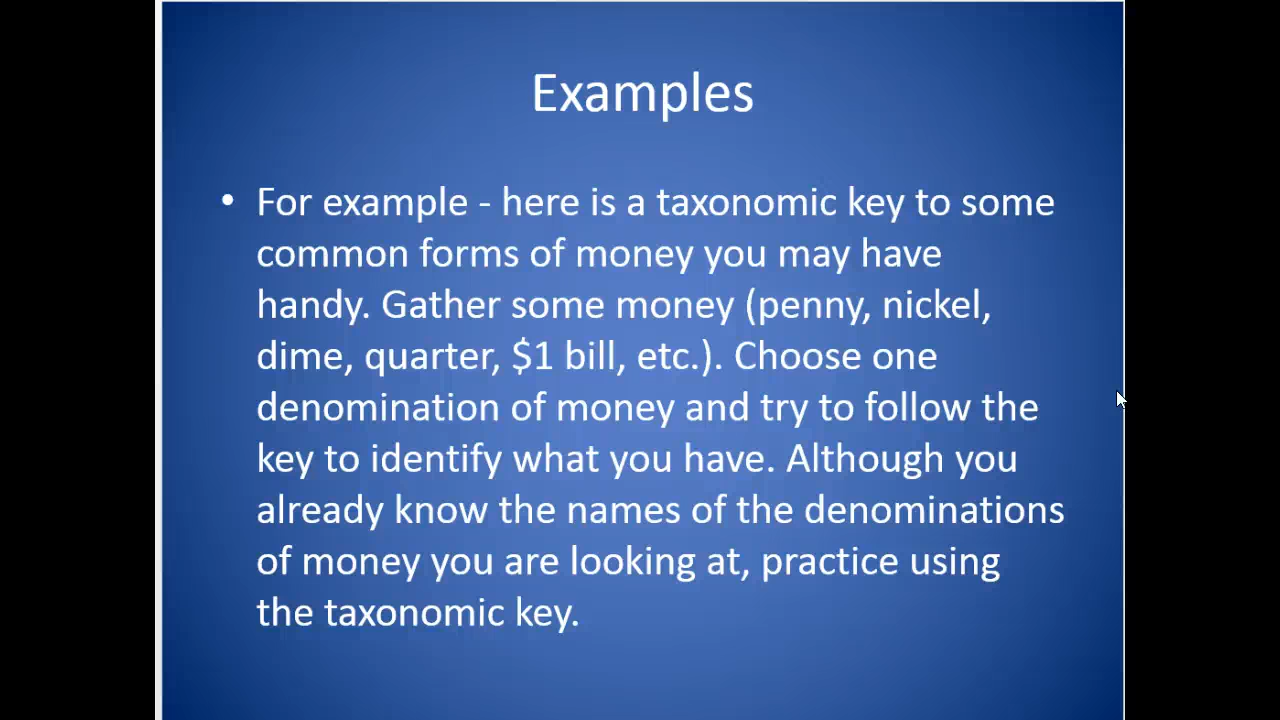 Examples
• For example - here is a taxonomic key to some
common forms of money you may have
handy. Gather some money (penny, nickel,
dime, quarter, $1 bill, etc.). Choose one
denomination of money and try to follow the
key to identify what you have. Although you
already know the names of the denominations
of money you are looking at, practice using
the taxonomic key.